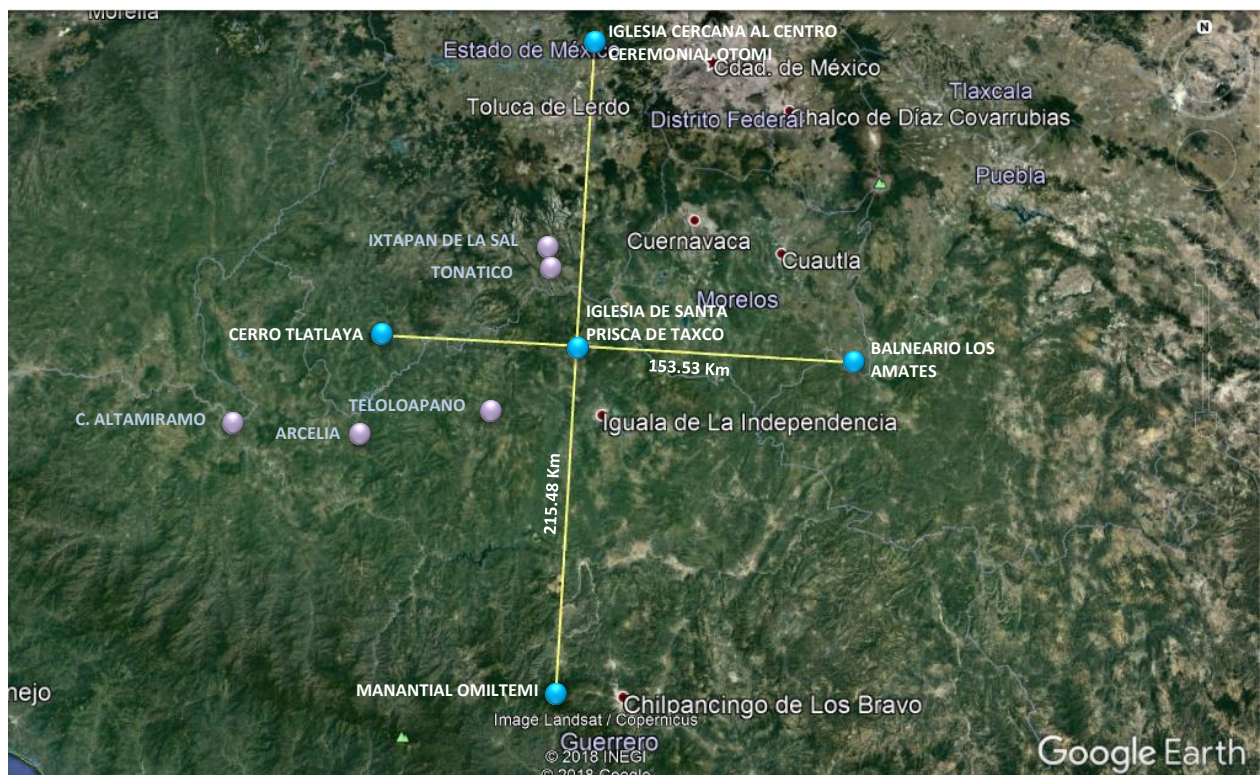 Morelia
IGLESIA CERCANA AL CENTRO
CEREMONIAL OTOMI
Estado de México
Cdad. de México
Tlaxcala
Toluca de Lerdo
Distrito Federal
Chalco de Díaz Covarrubias
Puebla
N
IXTAPAN DE LA SAL
TONATICO
Cuernavaca
Cuautla
Morelos
IGLESIA DE SANTA
PRISCA DE TAXCO
CERRO TLATLAYA
BALNEARIO LOS
AMATES
153.53 Km
TELOLOAPANO
C. ALTAMIRAMO
ARCELIA
Iguala de La Independencia
215.48 Km
MANANTIAL OMILTEMI
nejo
Chilpancingo de Los Bravo
Image Landsat / Copernicus
Guerrero
© 2018 INEGI
© 2018 Google
Google Earth